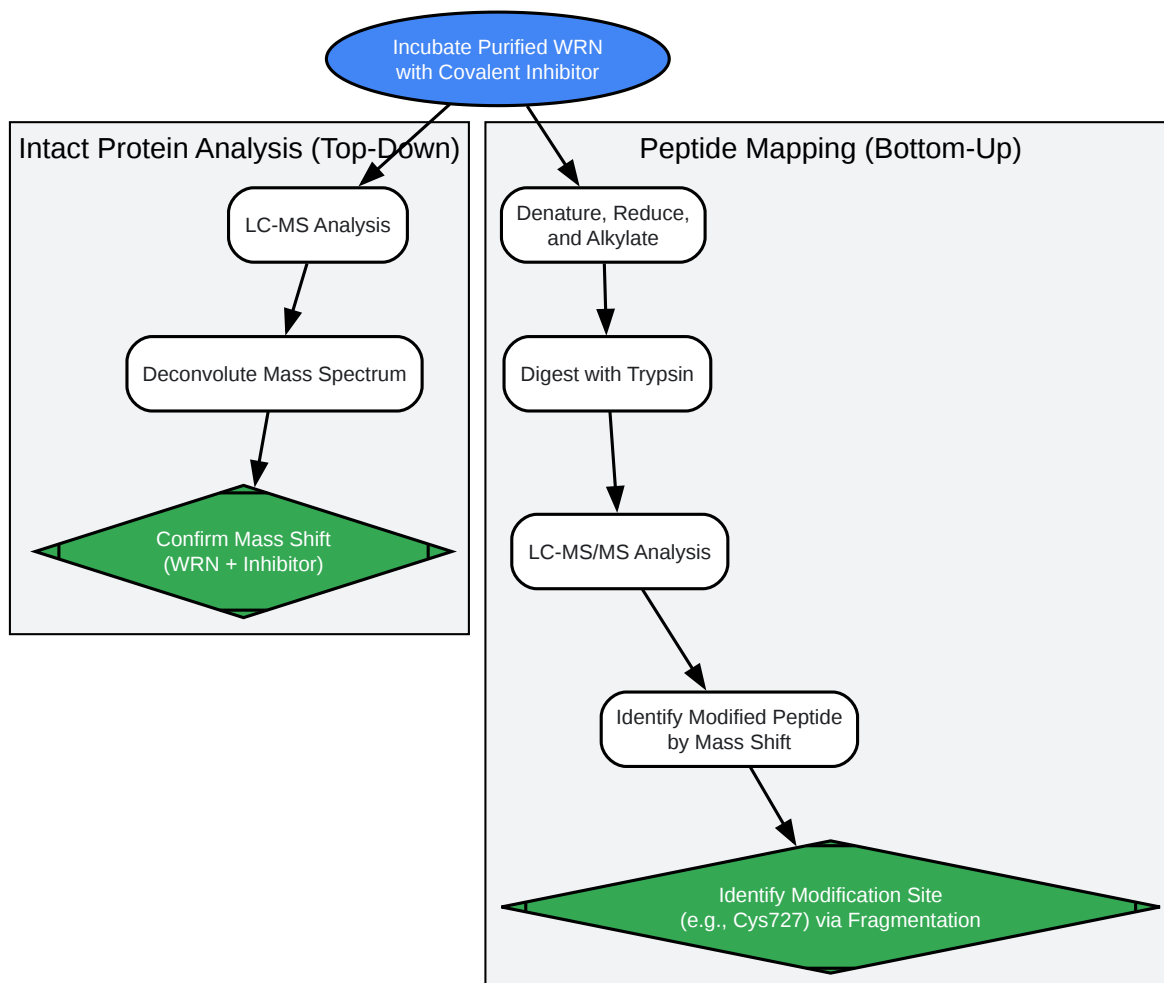 Incubate Purified WRN
with Covalent Inhibitor
Intact Protein Analysis (Top-Down)
LC-MS Analysis
Deconvolute Mass Spectrum
Confirm Mass Shift
(WRN + Inhibitor)
Peptide Mapping (Bottom-Up)
Denature, Reduce,
and Alkylate
Digest with Trypsin
LC-MS/MS Analysis
Identify Modified Peptide
by Mass Shift
Identify Modification Site
(e.g., Cys727) via Fragmentation